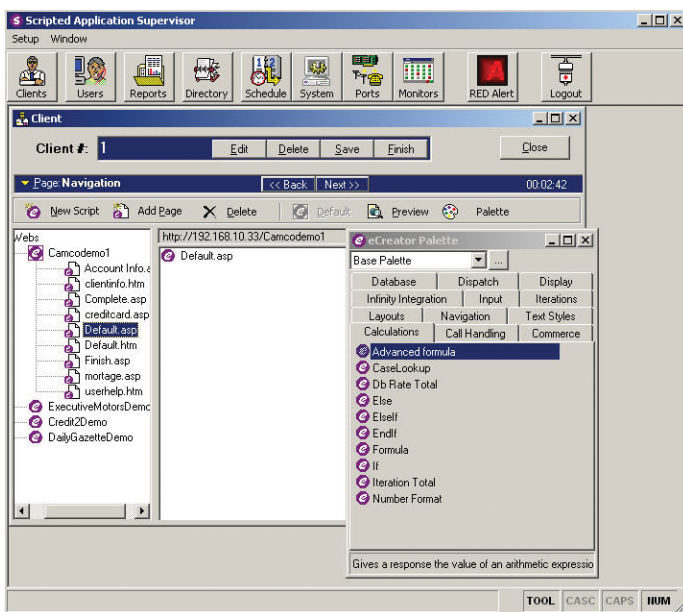 Scripted Application Supervisor
Setup Window
Clients Users Reports Directory Schedule System Ports Monitors RED Alert Logout
Client
Client #: 1 Edit Delete Save Finish Close
Page: Navigation << Back Next >> 00:02:42
New Script Add Page Delete Default Preview Palette
Webs
Camcodemo1
Account Info.a
clientinfo.htm
Complete.asp
creditcard.asp
Default.asp
Default.htm
Finish.asp
mortage.asp
userhelp.htm
ExecutiveMotorsDemo
Credit2Demo
DailyGazetteDemo
http://192.168.10.33/Camcodemo1
Default.asp
eCreator Palette
Base Palette ...
Database Dispatch Display
Infinity Integration Input Iterations
Layouts Navigation Text Styles
Calculations Call Handling Commerce
Advanced formula
CaseLookup
Db Rate Total
Else
ElseIf
EndIf
Formula
If
Iteration Total
Number Format
Gives a response the value of an arithmetic expressio
TOOL CASC CAPS NUM